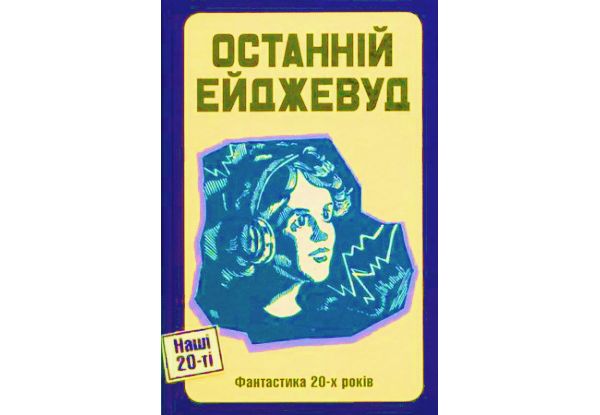 ОСТАННІЙ
ЕЙДЖЕВУД
Наші
20-ті
Фантастика 20-х років